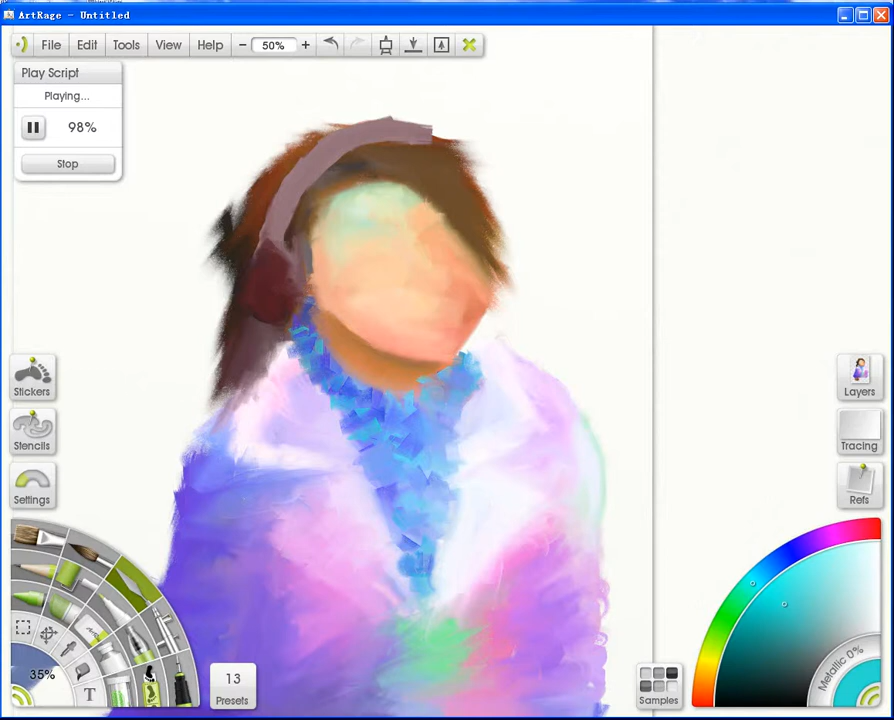 ArtRage - Untitled
File Edit Tools View Help - 50% +
Play Script
Playing...
98%
Stop
Stickers
Stencils
Settings
Layers
Tracing
Refs
35%
T
13
Presets
Samples
Metallic 0%